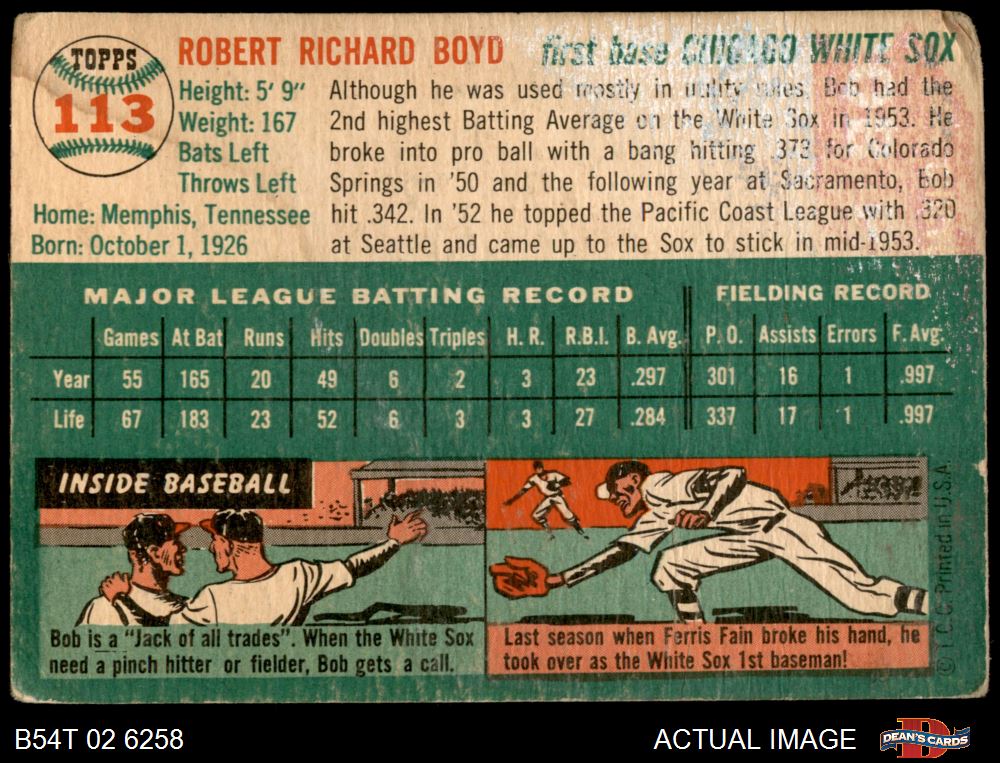 TOPPS
113
ROBERT RICHARD BOYD first base CHICAGO WHITE SOX
Height: 5' 9"
Weight: 167
Bats Left
Throws Left
Home: Memphis, Tennessee
Born: October 1, 1926
Although he was used mostly in utility roles, Bob had the
2nd highest Batting Average on the White Sox in 1953. He
broke into pro ball with a bang hitting .373 for Colorado
Springs in '50 and the following year at Sacramento, Bob
hit .342. In '52 he topped the Pacific Coast League with .320
at Seattle and came up to the Sox to stick in mid-1953.
MAJOR LEAGUE BATTING RECORD FIELDING RECORD
Games At Bat Runs Hits Doubles Triples H. R. R.B.I. B. Avg. P. O. Assists Errors F. Avg.
Year 55 165 20 49 6 2 3 23 .297 301 16 1 .997
Life 67 183 23 52 6 3 3 27 .284 337 17 1 .997
INSIDE BASEBALL
Bob is a "Jack of all trades". When the White Sox
need a pinch hitter or fielder, Bob gets a call.
Last season when Ferris Fain broke his hand, he
took over as the White Sox 1st baseman!
© T. C. G. Printed in U.S.A.
B54T 02 6258
ACTUAL IMAGE
DEAN'S CARDS